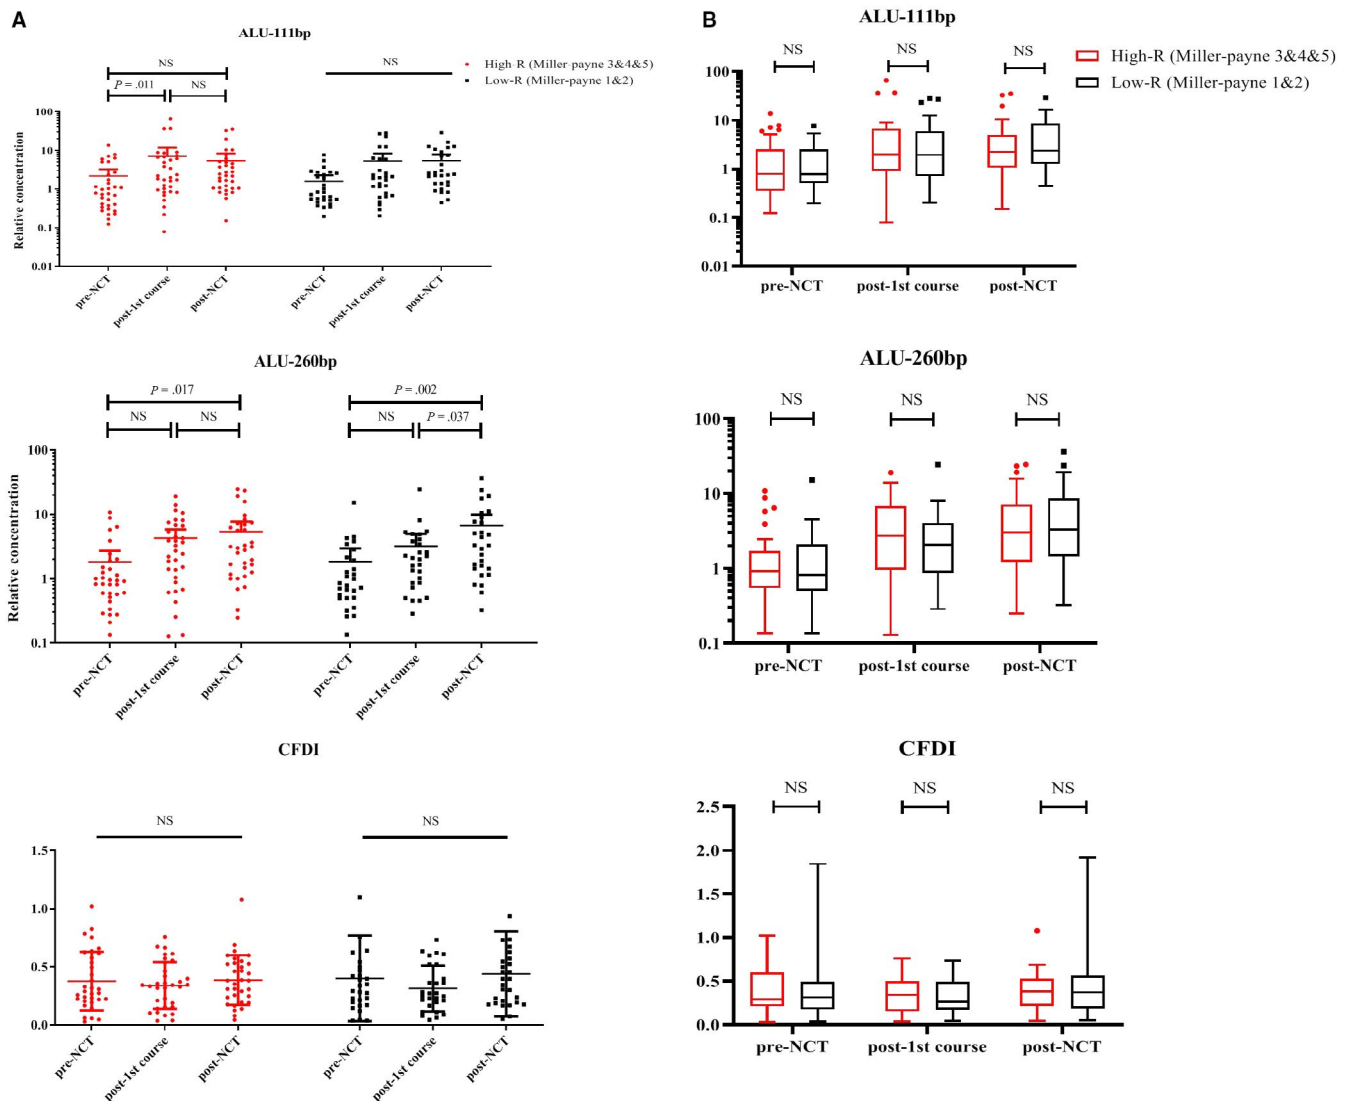 A
ALU-111bp
NS
P = .011
NS
NS
High-R (Miller-payne 3&4&5)
Low-R (Miller-payne 1&2)
Relative concentration
100
10
1
0.1
0.01
pre-NCT
post-1st course
post-NCT
pre-NCT
post-1st course
post-NCT
ALU-260bp
P = .017
NS
NS
P = .002
NS
P = .037
Relative concentration
100
10
1
0.1
pre-NCT
post-1st course
post-NCT
pre-NCT
post-1st course
post-NCT
CFDI
NS
NS
1.5
1.0
0.5
0.0
pre-NCT
post-1st course
post-NCT
pre-NCT
post-1st course
post-NCT
B
ALU-111bp
NS
NS
NS
High-R (Miller-payne 3&4&5)
Low-R (Miller-payne 1&2)
100
10
1
0.1
0.01
pre-NCT
post-1st course
post-NCT
ALU-260bp
NS
NS
NS
100
10
1
0.1
pre-NCT
post-1st course
post-NCT
CFDI
NS
NS
NS
2.5
2.0
1.5
1.0
0.5
0.0
pre-NCT
post-1st course
post-NCT